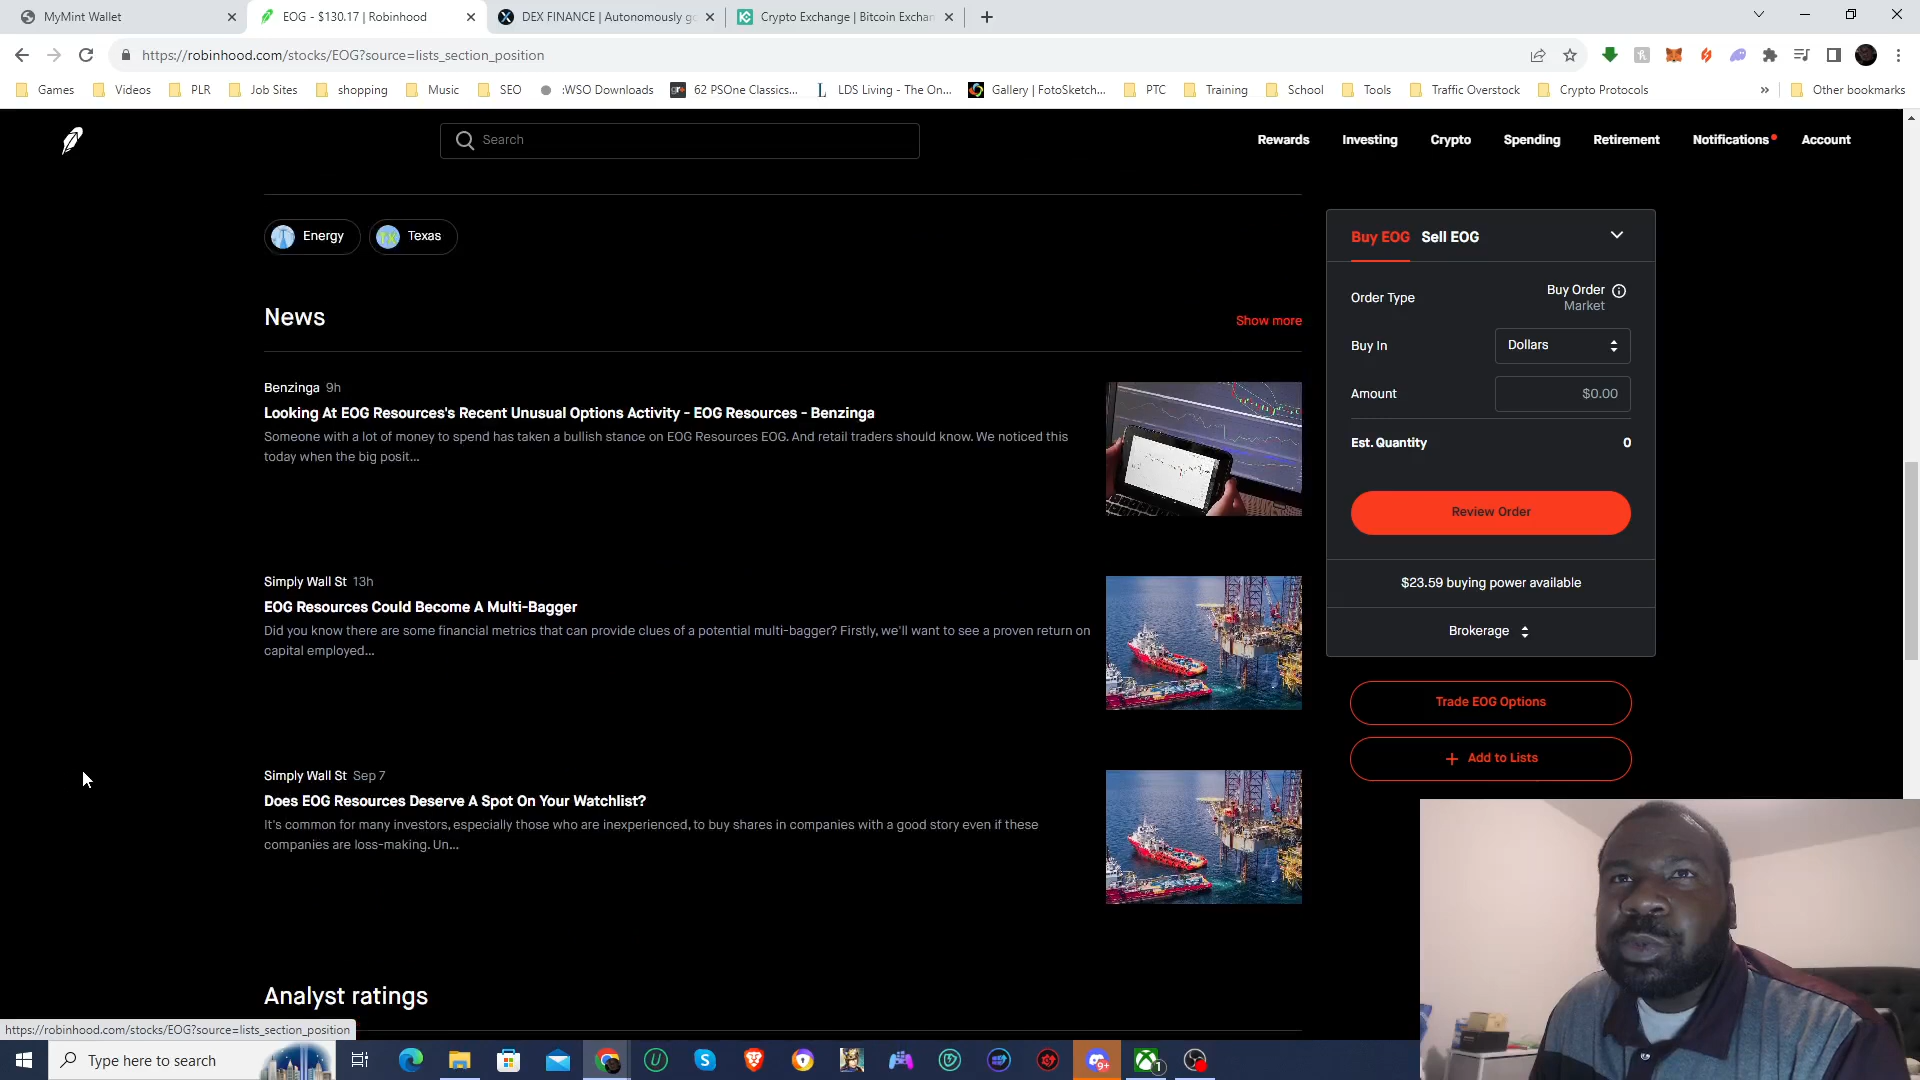 MyMint Wallet
EOG - $130.17 | Robinhood
DEX FINANCE | Autonomously go
Crypto Exchange | Bitcoin Exchan
https://robinhood.com/stocks/EOG?source=lists_section_position
Games
Videos
PLR
Job Sites
shopping
Music
SEO
:WSO Downloads
62 PSOne Classics...
LDS Living - The On...
Gallery | FotoSketch...
PTC
Training
School
Tools
Traffic Overstock
Crypto Protocols
»
Other bookmarks
Search
Rewards
Investing
Crypto
Spending
Retirement
Notifications
Account
Energy
Texas
News
Show more
Benzinga 9h
Looking At EOG Resources's Recent Unusual Options Activity - EOG Resources - Benzinga
Someone with a lot of money to spend has taken a bullish stance on EOG Resources EOG. And retail traders should know. We noticed this
today when the big posit...
Simply Wall St 13h
EOG Resources Could Become A Multi-Bagger
Did you know there are some financial metrics that can provide clues of a potential multi-bagger? Firstly, we'll want to see a proven return on
capital employed...
Simply Wall St Sep 7
Does EOG Resources Deserve A Spot On Your Watchlist?
It's common for many investors, especially those who are inexperienced, to buy shares in companies with a good story even if these
companies are loss-making. Un...
Analyst ratings
Buy EOG Sell EOG
Order Type
Buy Order
Market
Buy In
Dollars
Amount
$0.00
Est. Quantity
0
Review Order
$23.59 buying power available
Brokerage
Trade EOG Options
+ Add to Lists
https://robinhood.com/stocks/EOG?source=lists_section_position
Type here to search
9+
1